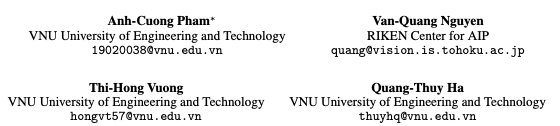 Anh-Cuong Pham*
VNU University of Engineering and Technology
19020038@vnu.edu.vn
Van-Quang Nguyen
RIKEN Center for AIP
quang@vision.is.tohoku.ac.jp
Thi-Hong Vuong
VNU University of Engineering and Technology
hongvt57@vnu.edu.vn
Quang-Thuy Ha
VNU University of Engineering and Technology
thuyhq@vnu.edu.vn